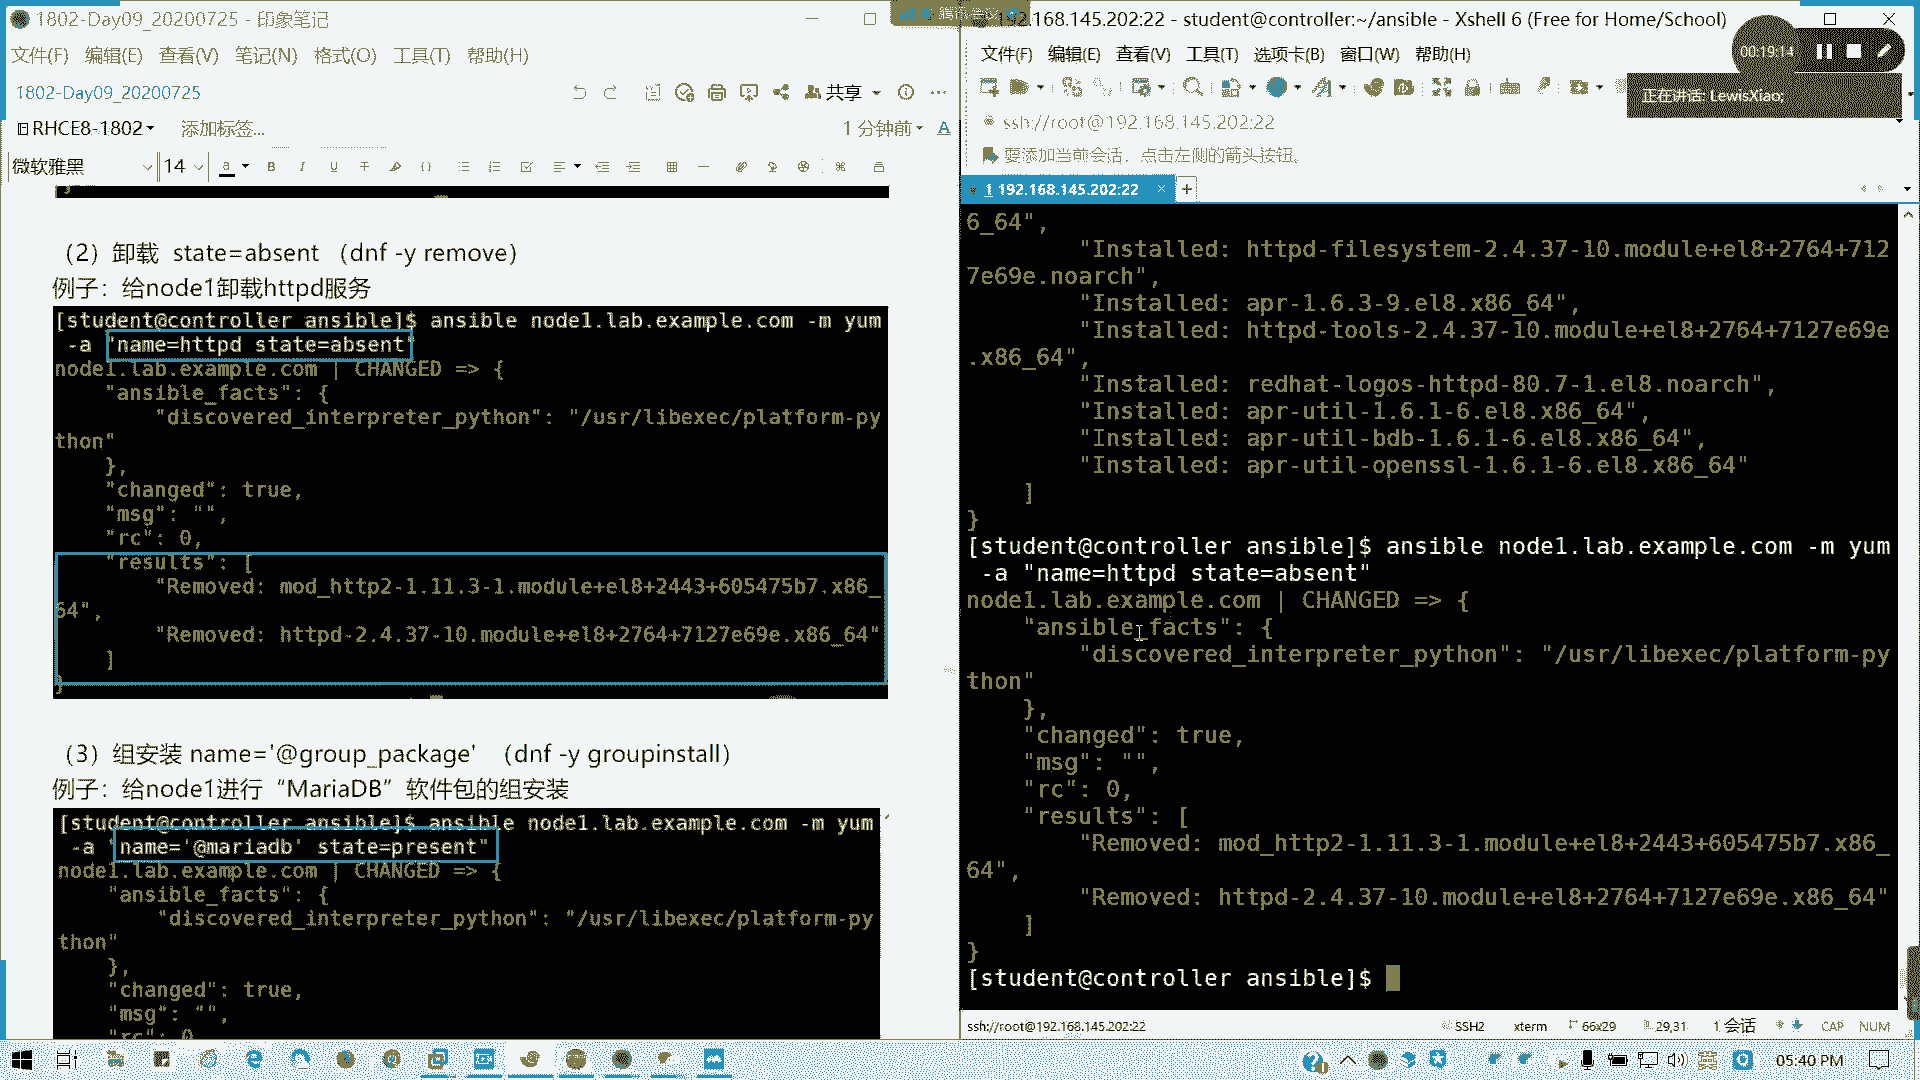 1802-Day09_20200725 - 印象笔记
文件(F) 编辑(E) 查看(V) 笔记(N) 格式(O) 工具(T) 帮助(H)
1802-Day09_20200725
共享
RHCE8-1802
添加标签...
1 分钟前
微软雅黑
14
（2）卸载 state=absent （dnf -y remove）
例子：给node1卸载httpd服务
[student@controller ansible]$ ansible node1.lab.example.com -m yum
-a "name=httpd state=absent"
node1.lab.example.com | CHANGED => {
"ansible_facts": {
"discovered_interpreter_python": "/usr/libexec/platform-py
thon"
},
"changed": true,
"msg": "",
"rc": 0,
"results": [
"Removed: mod_http2-1.11.3-1.module+el8+2443+605475b7.x86_
64",
"Removed: httpd-2.4.37-10.module+el8+2764+7127e69e.x86_64"
]
}
（3）组安装 name='@group_package' （dnf -y groupinstall）
例子：给node1进行“MariaDB”软件包的组安装
[student@controller ansible]$ ansible node1.lab.example.com -m yum
-a "name='@mariadb' state=present"
node1.lab.example.com | CHANGED => {
"ansible_facts": {
"discovered_interpreter_python": "/usr/libexec/platform-py
thon"
},
"changed": true,
"msg": "",
"rc": 0,
腾讯会议
192.168.145.202:22 - student@controller:~/ansible - Xshell 6 (Free for Home/School)
文件(F) 编辑(E) 查看(V) 工具(T) 选项卡(B) 窗口(W) 帮助(H)
00:19:14
正在讲话: LewisXiao;
ssh://root@192.168.145.202:22
要添加当前会话，点击左侧的箭头按钮。
1 192.168.145.202:22
6_64",
"Installed: httpd-filesystem-2.4.37-10.module+el8+2764+712
7e69e.noarch",
"Installed: apr-1.6.3-9.el8.x86_64",
"Installed: httpd-tools-2.4.37-10.module+el8+2764+7127e69e
.x86_64",
"Installed: redhat-logos-httpd-80.7-1.el8.noarch",
"Installed: apr-util-1.6.1-6.el8.x86_64",
"Installed: apr-util-bdb-1.6.1-6.el8.x86_64",
"Installed: apr-util-openssl-1.6.1-6.el8.x86_64"
]
}
[student@controller ansible]$ ansible node1.lab.example.com -m yum
-a "name=httpd state=absent"
node1.lab.example.com | CHANGED => {
"ansible_facts": {
"discovered_interpreter_python": "/usr/libexec/platform-py
thon"
},
"changed": true,
"msg": "",
"rc": 0,
"results": [
"Removed: mod_http2-1.11.3-1.module+el8+2443+605475b7.x86_
64",
"Removed: httpd-2.4.37-10.module+el8+2764+7127e69e.x86_64"
]
}
[student@controller ansible]$
ssh://root@192.168.145.202:22
SSH2
xterm
66x29
29,31
1 会话
CAP
NUM
英
05:40 PM